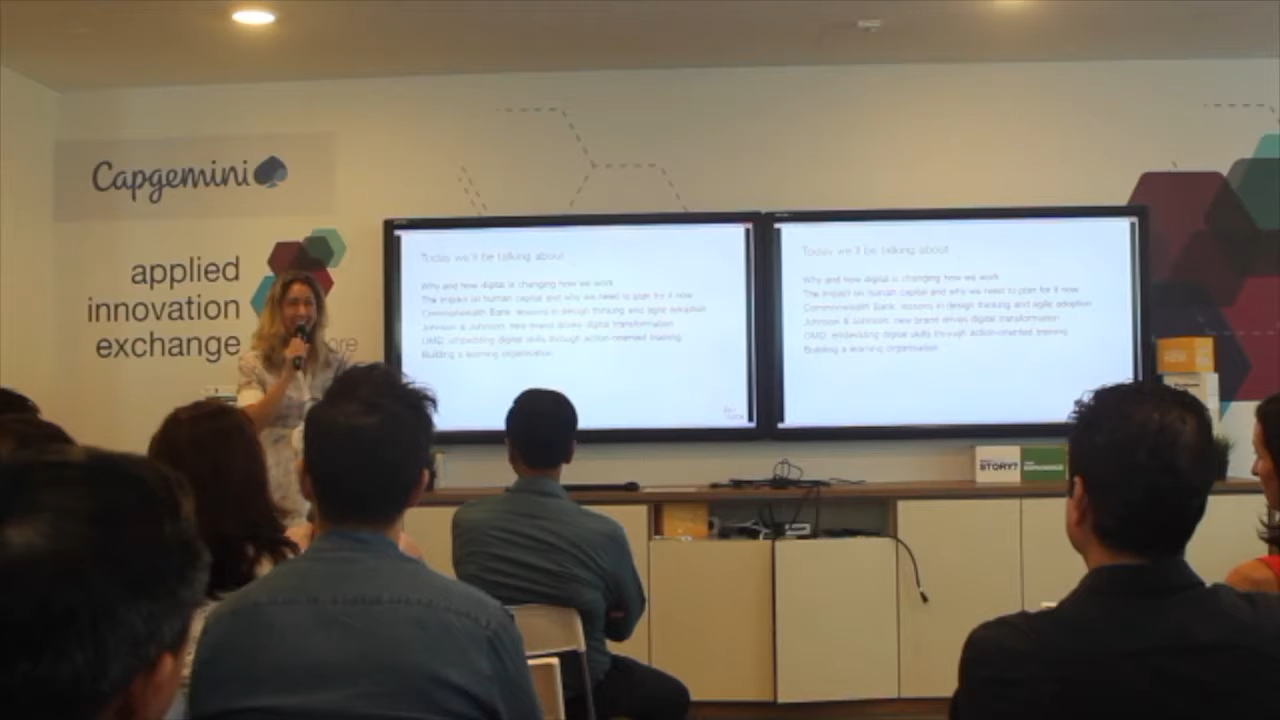 Capgemini
applied
innovation
exchange
Today we'll be talking about
Why and how digital is changing how we work
The impact on human capital and why we need to plan for it now
Commonwealth Bank: lessons in design thinking and agile adoption
Johnson & Johnson: new brand drives digital transformation
OMD: embedding digital skills through action-oriented training
Building a learning organisation
Today we'll be talking about
Why and how digital is changing how we work
The impact on human capital and why we need to plan for it now
Commonwealth Bank: lessons in design thinking and agile adoption
Johnson & Johnson: new brand drives digital transformation
OMD: embedding digital skills through action-oriented training
Building a learning organisation
STORY?
EXPERIENCE